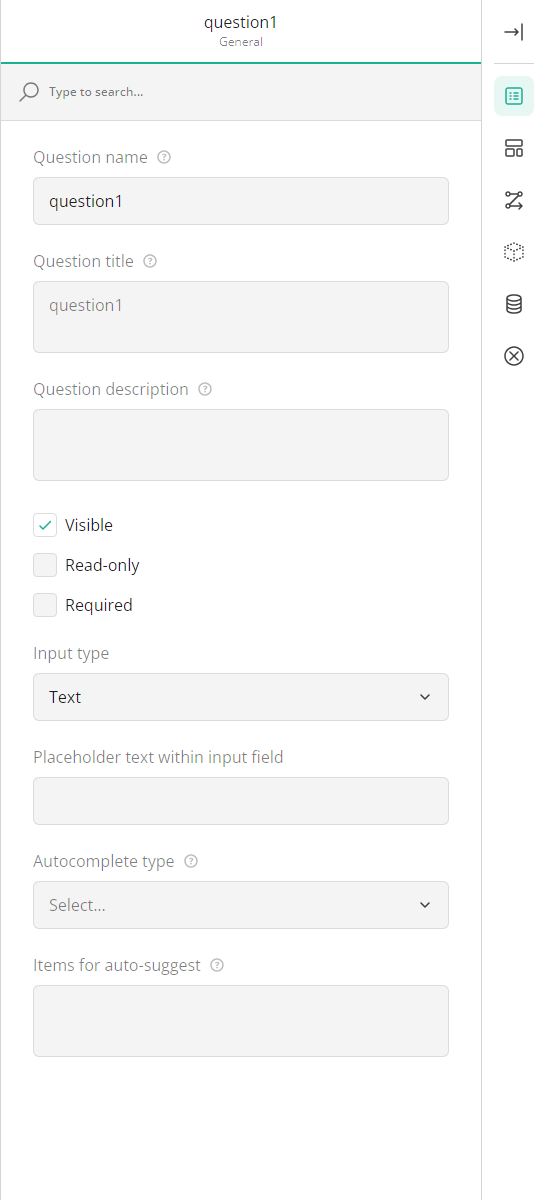 question1
General
Type to search...
Question name
question1
Question title
question1
Question description
Visible
Read-only
Required
Input type
Text
Placeholder text within input field
Autocomplete type
Select...
Items for auto-suggest